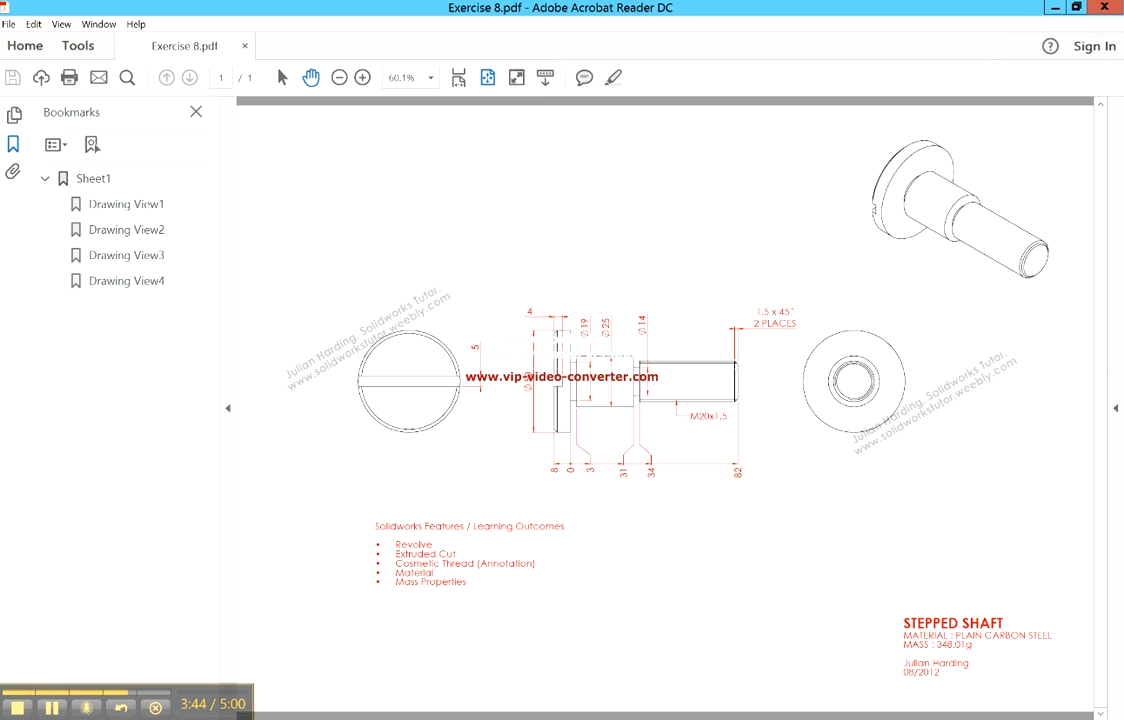 Exercise 8.pdf - Adobe Acrobat Reader DC
File Edit View Window Help
Home Tools Exercise 8.pdf × Sign In
1 / 1 60.1%
Bookmarks
Sheet1
Drawing View1
Drawing View2
Drawing View3
Drawing View4
Julian Harding. Solidworks Tutor.
www.solidworkstutor.weebly.com
4
5
Ø19
Ø25
Ø14
1.5 x 45°
2 PLACES
www.vip-video-converter.com
M20x1.5
8 0 3 31 34 82
Julian Harding. Solidworks Tutor.
www.solidworkstutor.weebly.com
Solidworks Features / Learning Outcomes
• Revolve
• Extruded Cut
• Cosmetic Thread (Annotation)
• Material
• Mass Properties
STEPPED SHAFT
MATERIAL : PLAIN CARBON STEEL
MASS : 348.01g
Julian Harding
08/2012
3:44 / 5:00